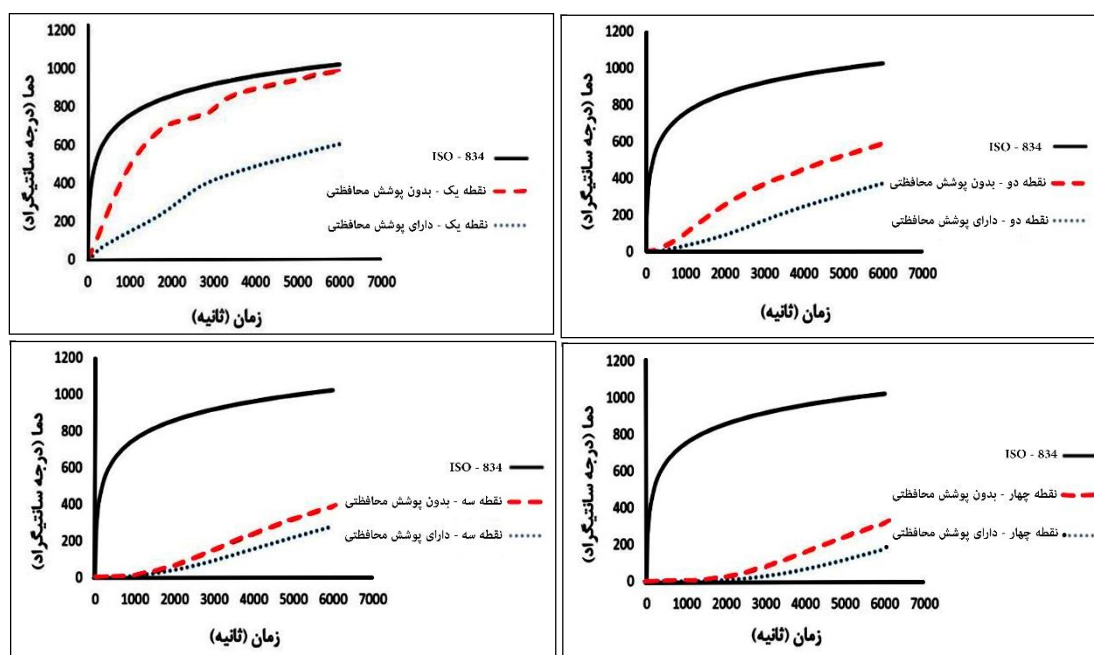 دما (درجه سانتیگراد)
1200
1000
800
600
400
200
0
0 1000 2000 3000 4000 5000 6000 7000
زمان (ثانیه)
ISO - 834
نقطه یک - بدون پوشش محافظتی
نقطه یک - دارای پوشش محافظتی
دما (درجه سانتیگراد)
1200
1000
800
600
400
200
0
0 1000 2000 3000 4000 5000 6000 7000
زمان (ثانیه)
ISO - 834
نقطه دو - بدون پوشش محافظتی
نقطه دو - دارای پوشش محافظتی
دما (درجه سانتیگراد)
1200
1000
800
600
400
200
0
0 1000 2000 3000 4000 5000 6000 7000
زمان (ثانیه)
ISO - 834
نقطه سه - بدون پوشش محافظتی
نقطه سه - دارای پوشش محافظتی
دما (درجه سانتیگراد)
1200
1000
800
600
400
200
0
0 1000 2000 3000 4000 5000 6000 7000
زمان (ثانیه)
ISO - 834
نقطه چهار - بدون پوشش محافظتی
نقطه چهار - دارای پوشش محافظتی